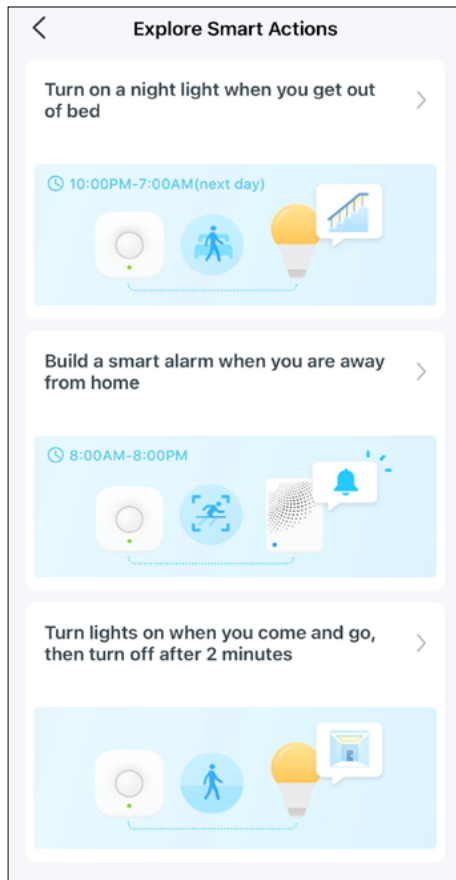 Explore Smart Actions
Turn on a night light when you get out
of bed
10:00PM-7:00AM(next day)
Build a smart alarm when you are away
from home
8:00AM-8:00PM
Turn lights on when you come and go,
then turn off after 2 minutes